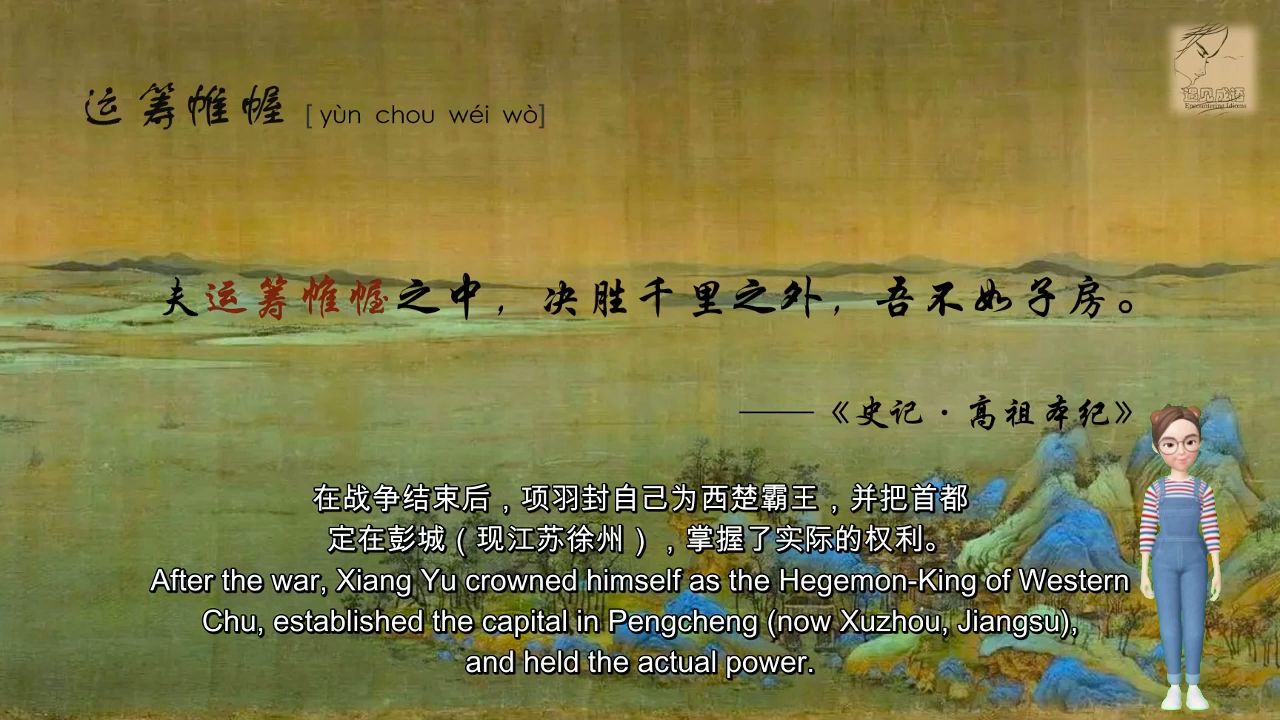 运筹帷幄 [ yùn chou wéi wò]
遇见成语
Encountering Idioms
夫运筹帷幄之中，决胜千里之外，吾不如子房。
——《史记·高祖本纪》
在战争结束后，项羽封自己为西楚霸王，并把首都
定在彭城（现江苏徐州），掌握了实际的权利。
After the war, Xiang Yu crowned himself as the Hegemon-King of Western
Chu, established the capital in Pengcheng (now Xuzhou, Jiangsu),
and held the actual power.